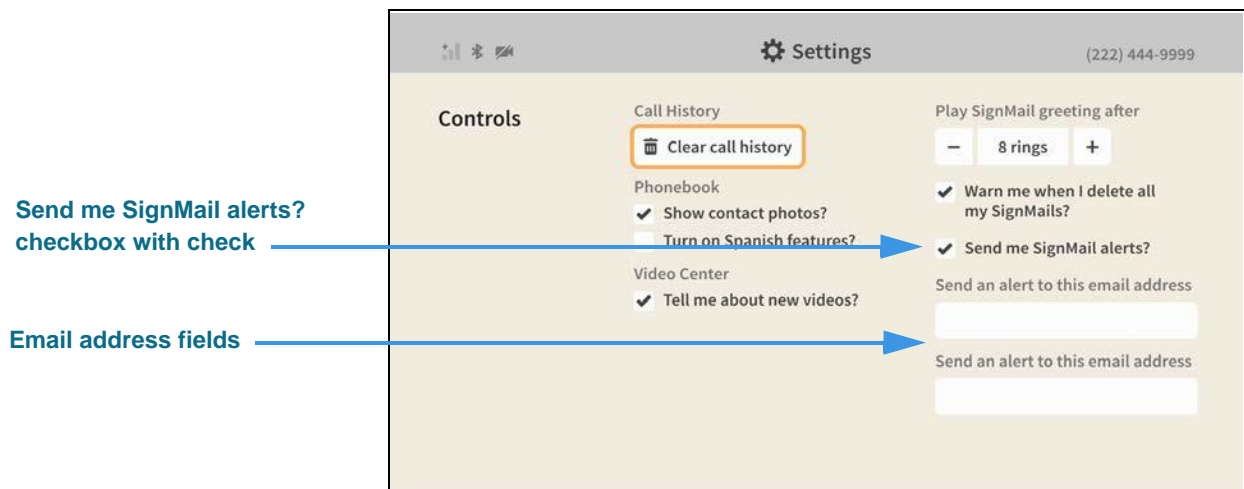 Settings
(222) 444-9999
Controls
Call History
Clear call history
Phonebook
Show contact photos?
Turn on Spanish features?
Video Center
Tell me about new videos?
Play SignMail greeting after
− 8 rings +
Warn me when I delete all
my SignMails?
Send me SignMail alerts?
Send an alert to this email address
Send an alert to this email address
Send me SignMail alerts?
checkbox with check
Email address fields